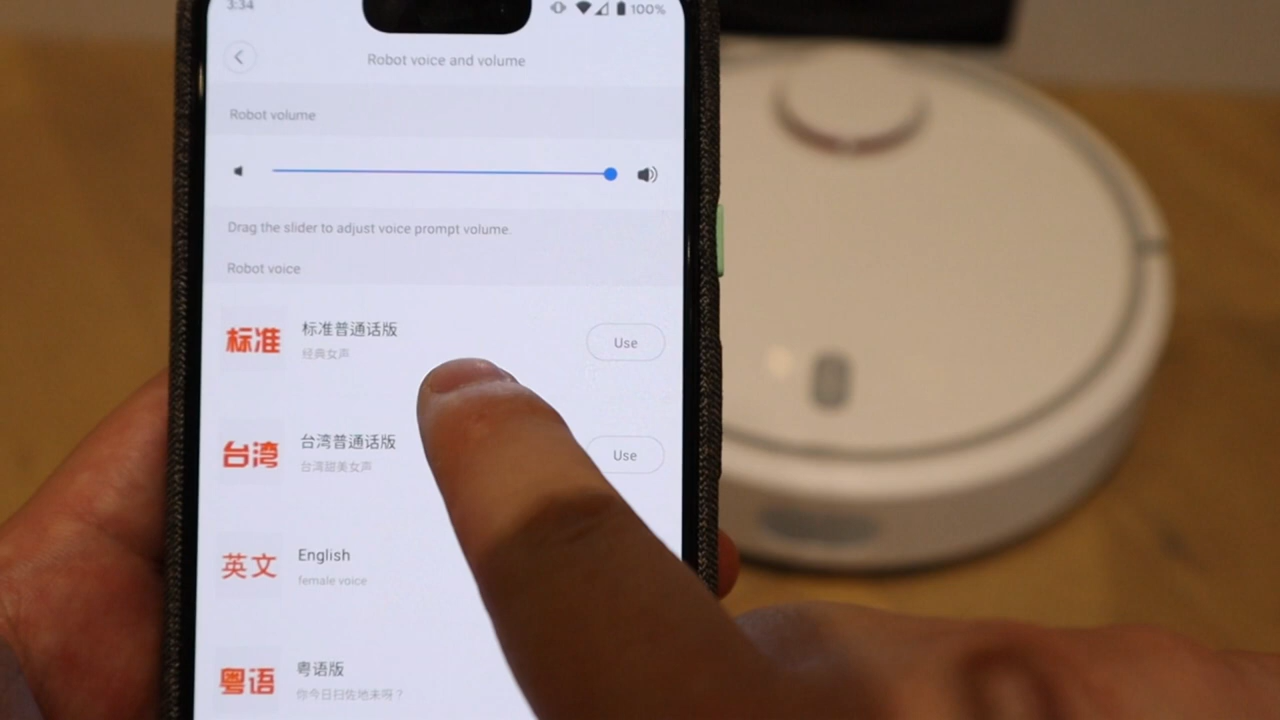 3:34
100%
Robot voice and volume
Robot volume
Drag the slider to adjust voice prompt volume.
Robot voice
标准
标准普通话版
经典女声
Use
台湾
台湾普通话版
台湾甜美女声
Use
英文
English
female voice
粤语
粤语版
你今日扫佐地未呀？